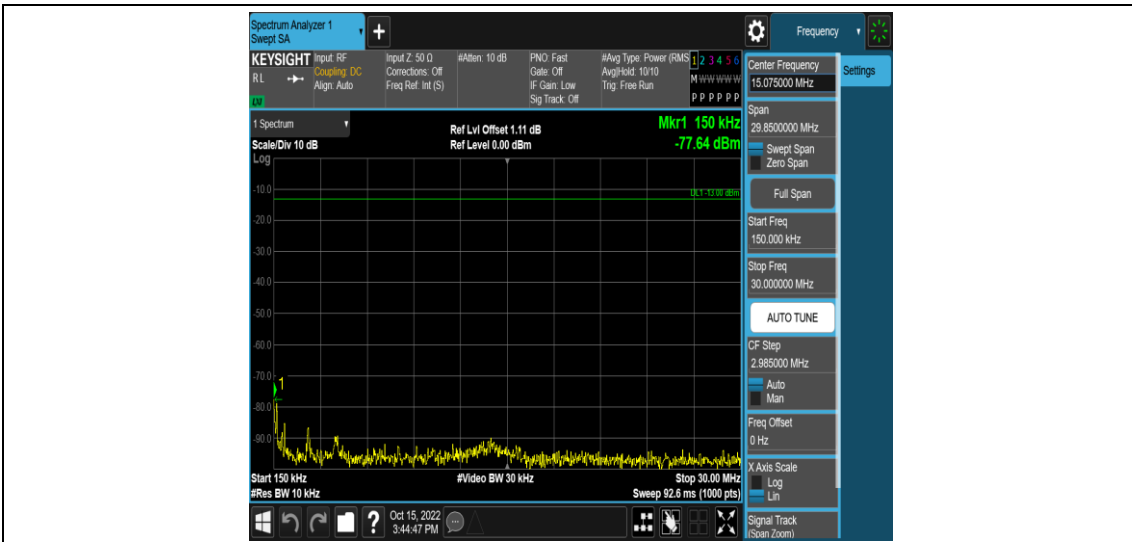 Spectrum Analyzer 1
Swept SA
+
Frequency
KEYSIGHT
RL
LXI
Input: RF
Coupling: DC
Align: Auto
Input Z: 50 Ω
Corrections: Off
Freq Ref: Int (S)
#Atten: 10 dB
PNO: Fast
Gate: Off
IF Gain: Low
Sig Track: Off
#Avg Type: Power (RMS
Avg|Hold: 10/10
Trig: Free Run
1 2 3 4 5 6
M W W W W W
P P P P P P
1 Spectrum
Scale/Div 10 dB
Ref Lvl Offset 1.11 dB
Ref Level 0.00 dBm
Mkr1 150 kHz
-77.64 dBm
Log
DL1 -13.00 dBm
-10.0
-20.0
-30.0
-40.0
-50.0
-60.0
-70.0
1
-80.0
-90.0
Start 150 kHz
#Video BW 30 kHz
Stop 30.00 MHz
#Res BW 10 kHz
Sweep 92.6 ms (1000 pts)
?
Oct 15, 2022
3:44:47 PM
Center Frequency
15.075000 MHz
Settings
Span
29.8500000 MHz
Swept Span
Zero Span
Full Span
Start Freq
150.000 kHz
Stop Freq
30.000000 MHz
AUTO TUNE
CF Step
2.985000 MHz
Auto
Man
Freq Offset
0 Hz
X Axis Scale
Log
Lin
Signal Track
(Span Zoom)